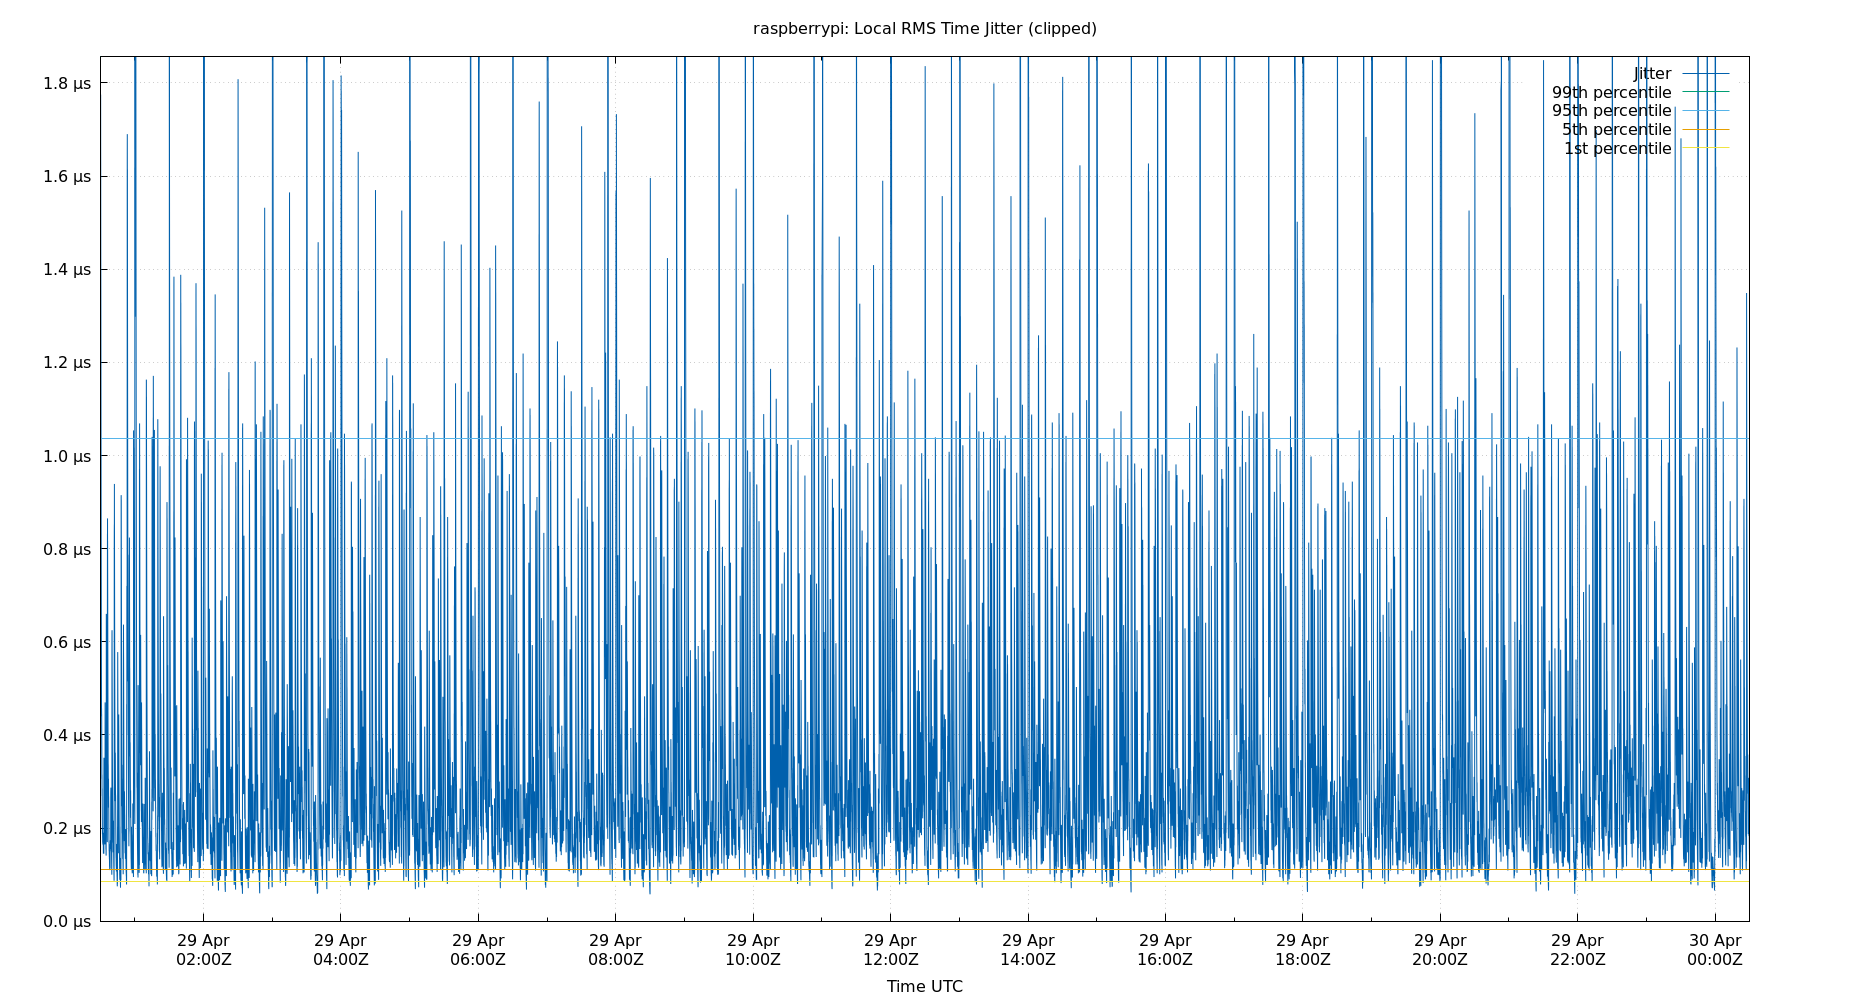 raspberrypi: Local RMS Time Jitter (clipped)
Jitter
99th percentile
95th percentile
5th percentile
1st percentile
1.8 µs
1.6 µs
1.4 µs
1.2 µs
1.0 µs
0.8 µs
0.6 µs
0.4 µs
0.2 µs
0.0 µs
29 Apr 29 Apr 29 Apr 29 Apr 29 Apr 29 Apr 29 Apr 29 Apr 29 Apr 29 Apr 29 Apr 30 Apr
02:00Z 04:00Z 06:00Z 08:00Z 10:00Z 12:00Z 14:00Z 16:00Z 18:00Z 20:00Z 22:00Z 00:00Z
Time UTC